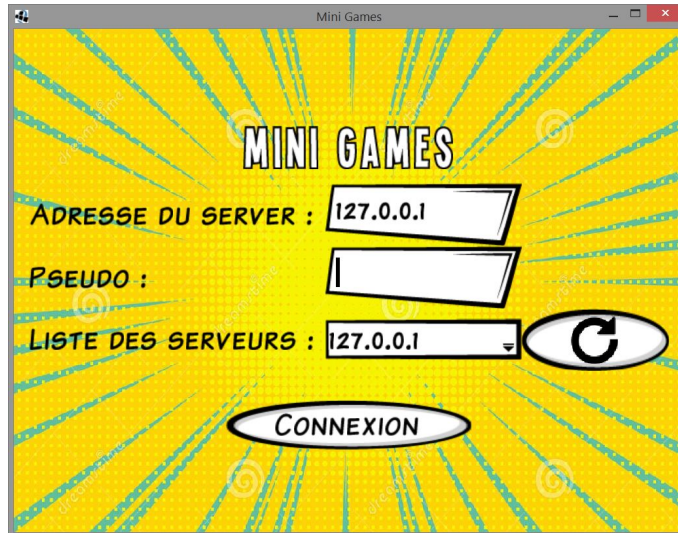 Mini Games
MINI GAMES
ADRESSE DU SERVER : 127.0.0.1
PSEUDO :
LISTE DES SERVEURS : 127.0.0.1
CONNEXION